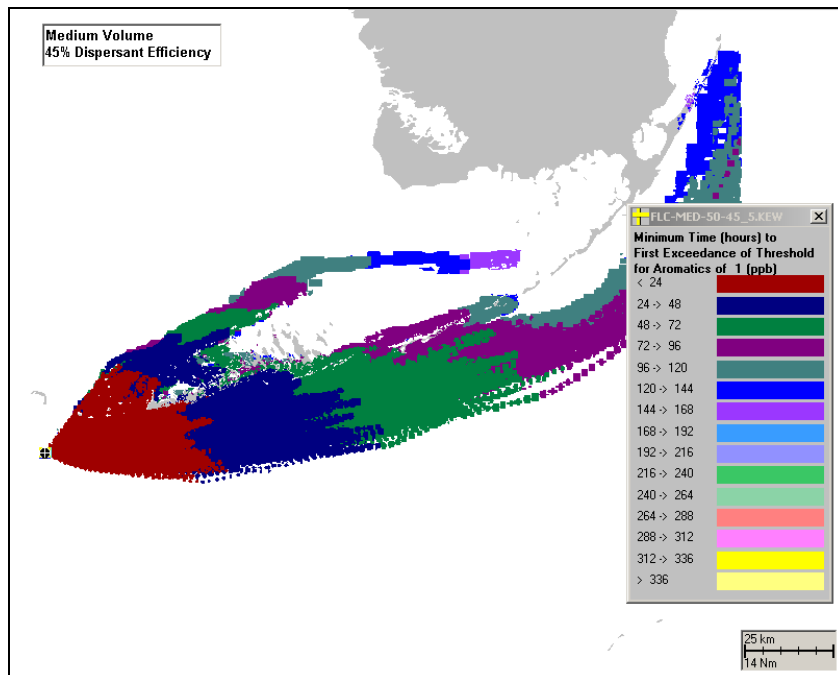 Medium Volume
45% Dispersant Efficiency
FLC-MED-50-45_5.KEW
Minimum Time (hours) to
First Exceedance of Threshold
for Aromatics of 1 (ppb)
< 24
24 -> 48
48 -> 72
72 -> 96
96 -> 120
120 -> 144
144 -> 168
168 -> 192
192 -> 216
216 -> 240
240 -> 264
264 -> 288
288 -> 312
312 -> 336
> 336
25 km
14 Nm